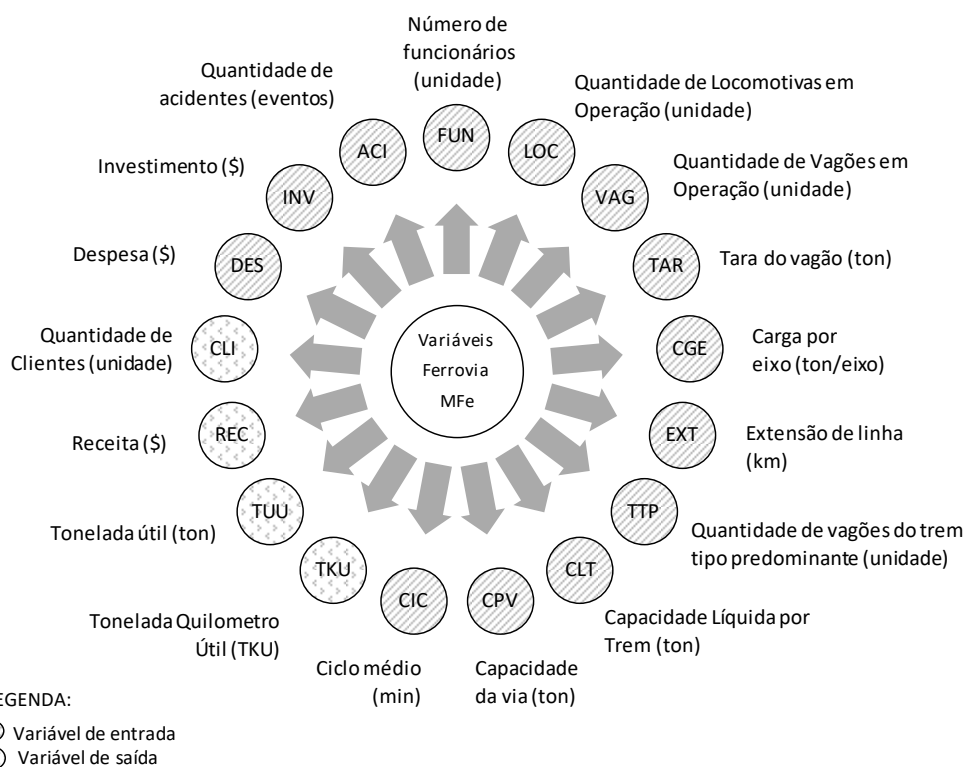 Número de
funcionários
(unidade)
FUN
Quantidade de Locomotivas em
Operação (unidade)
LOC
Quantidade de Vagões em
Operação (unidade)
VAG
Tara do vagão (ton)
TAR
Carga por
eixo (ton/eixo)
CGE
Extensão de linha
(km)
EXT
Quantidade de vagões do trem
tipo predominante (unidade)
TTP
Capacidade Líquida por
Trem (ton)
CLT
Capacidade
da via (ton)
CPV
Ciclo médio
(min)
CIC
Tonelada Quilometro
Útil (TKU)
TKU
Tonelada útil (ton)
TUU
Receita ($)
REC
Quantidade de
Clientes (unidade)
CLI
Despesa ($)
DES
Investimento ($)
INV
Quantidade de
acidentes (eventos)
ACI
Variáveis
Ferrovia
MFe
EGENDA:
Variável de entrada
Variável de saída